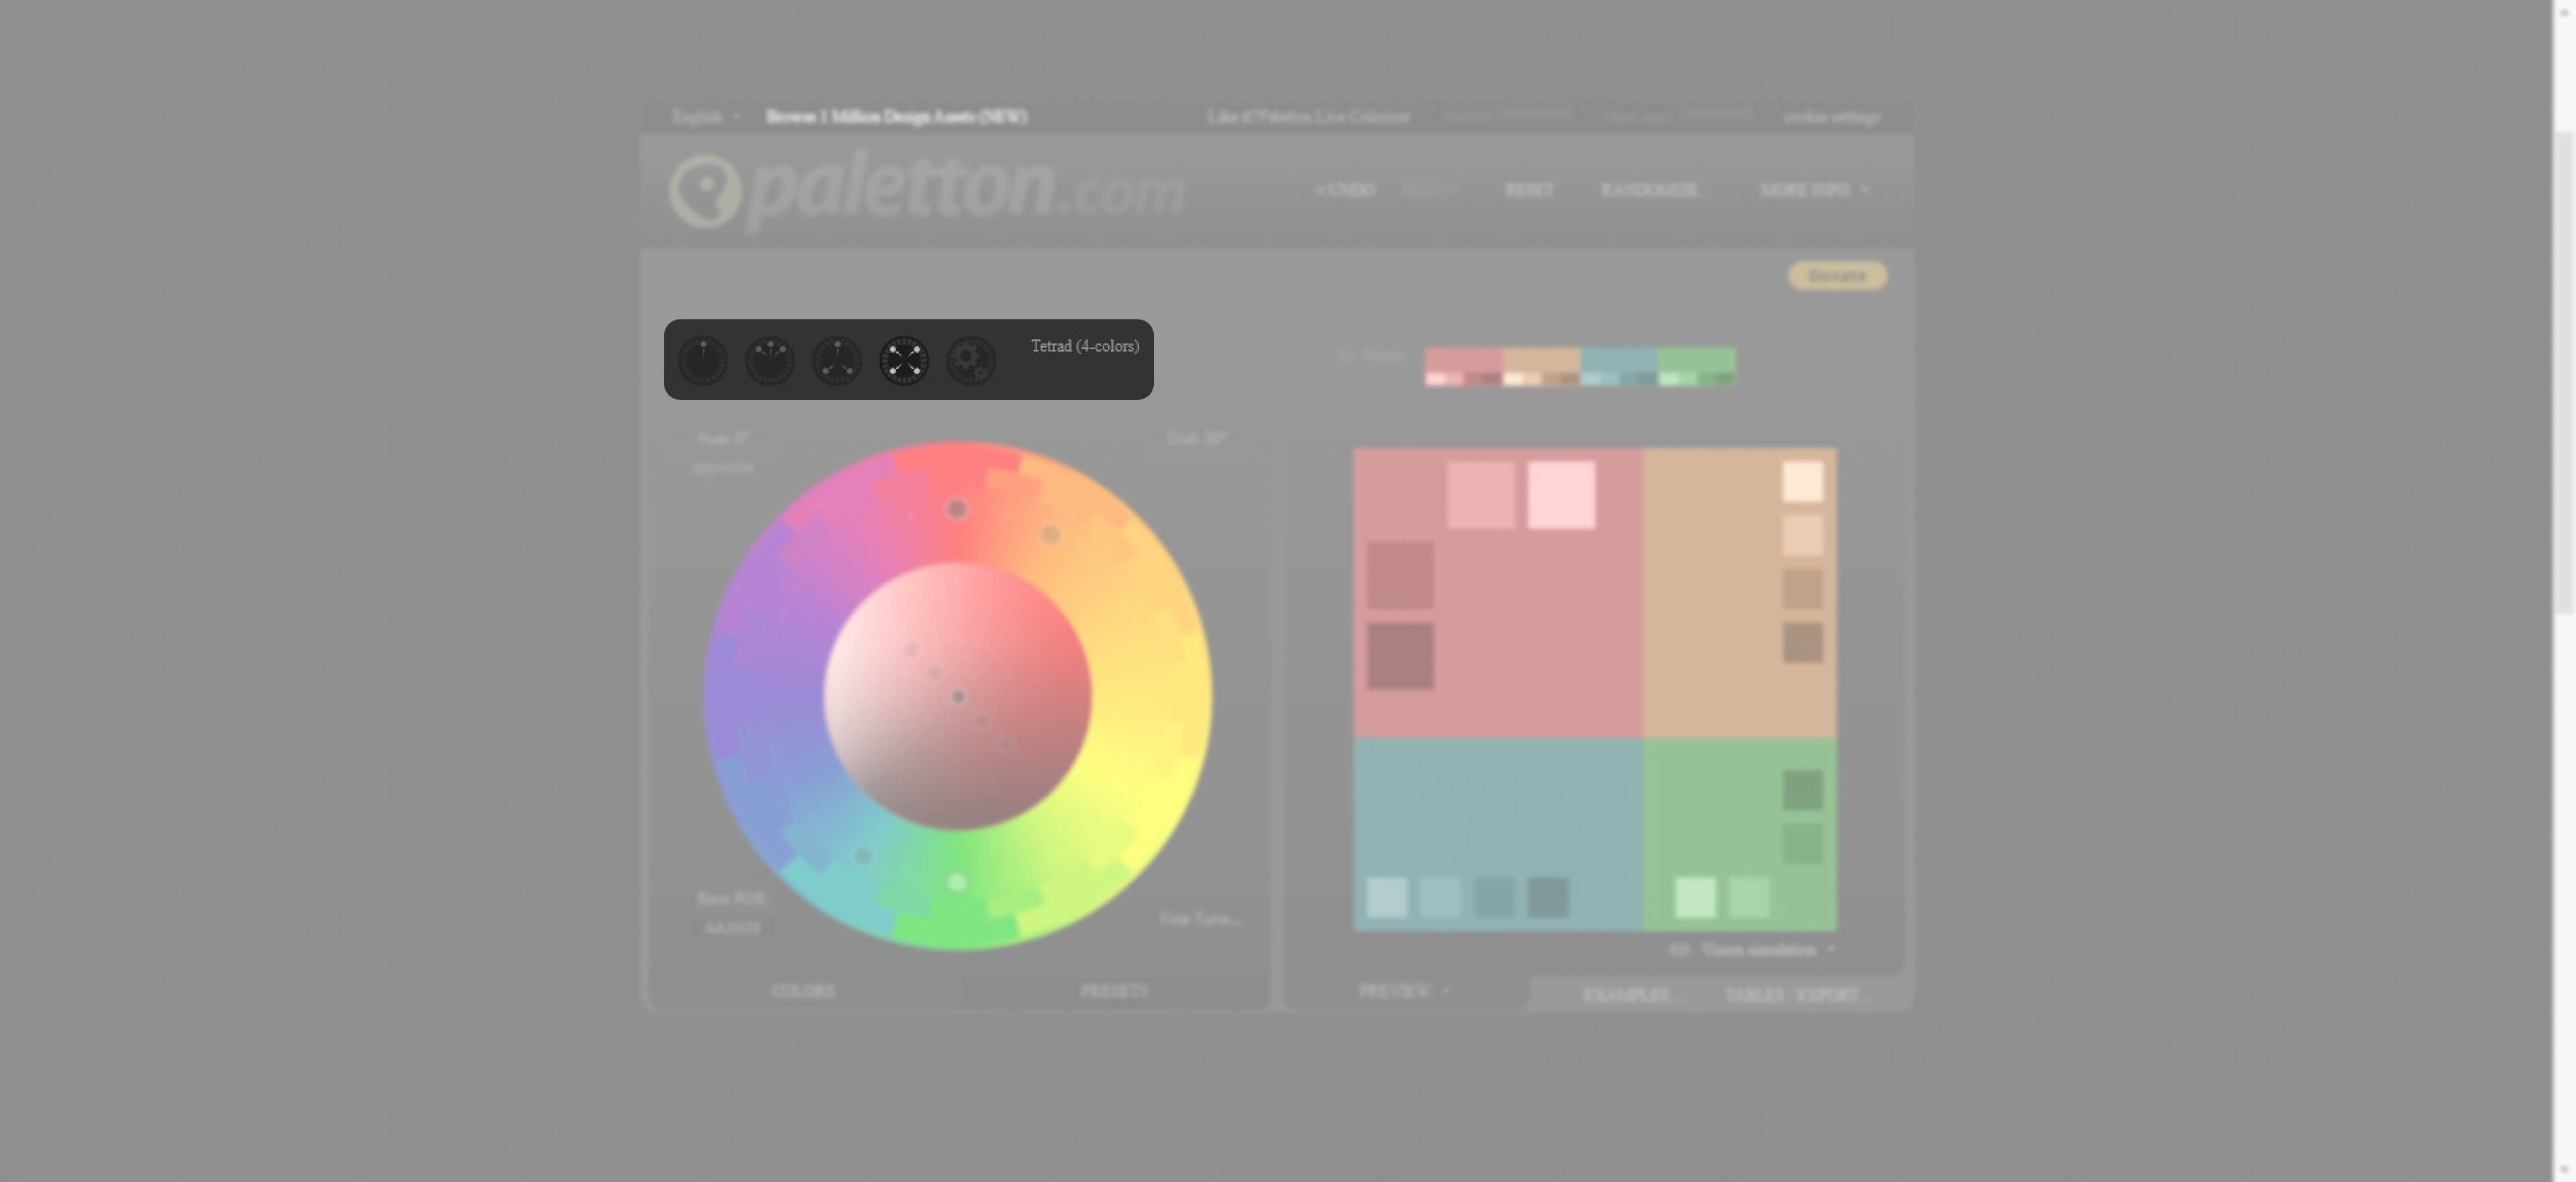 English
Browse 1 Million Design Assets (NEW)
Like it? Paletton Live Colorizer
cookie settings
paletton.com
< UNDO
RESET
RANDOMIZE...
MORE INFO
Donate
Tetrad (4-colors)
Hue: 0°
Dist: 30°
opposite
Base RGB:
AA3939
Fine Tune...
Vision simulation
COLORS
PRESETS
PREVIEW
EXAMPLES...
TABLES / EXPORT...